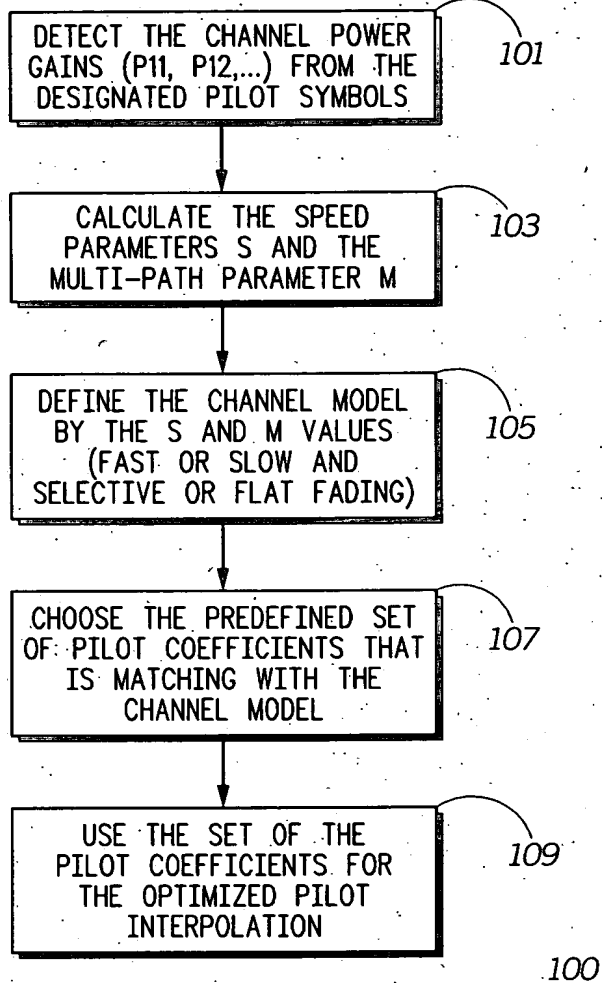 DETECT THE CHANNEL POWER
GAINS (P11, P12,...) FROM THE
DESIGNATED PILOT SYMBOLS
101
CALCULATE THE SPEED
PARAMETERS S AND THE
MULTI-PATH PARAMETER M
103
DEFINE THE CHANNEL MODEL
BY THE S AND M VALUES
(FAST OR SLOW AND
SELECTIVE OR FLAT FADING)
105
CHOOSE THE PREDEFINED SET
OF PILOT COEFFICIENTS THAT
IS MATCHING WITH THE
CHANNEL MODEL
107
USE THE SET OF THE
PILOT COEFFICIENTS FOR
THE OPTIMIZED PILOT
INTERPOLATION
109
100